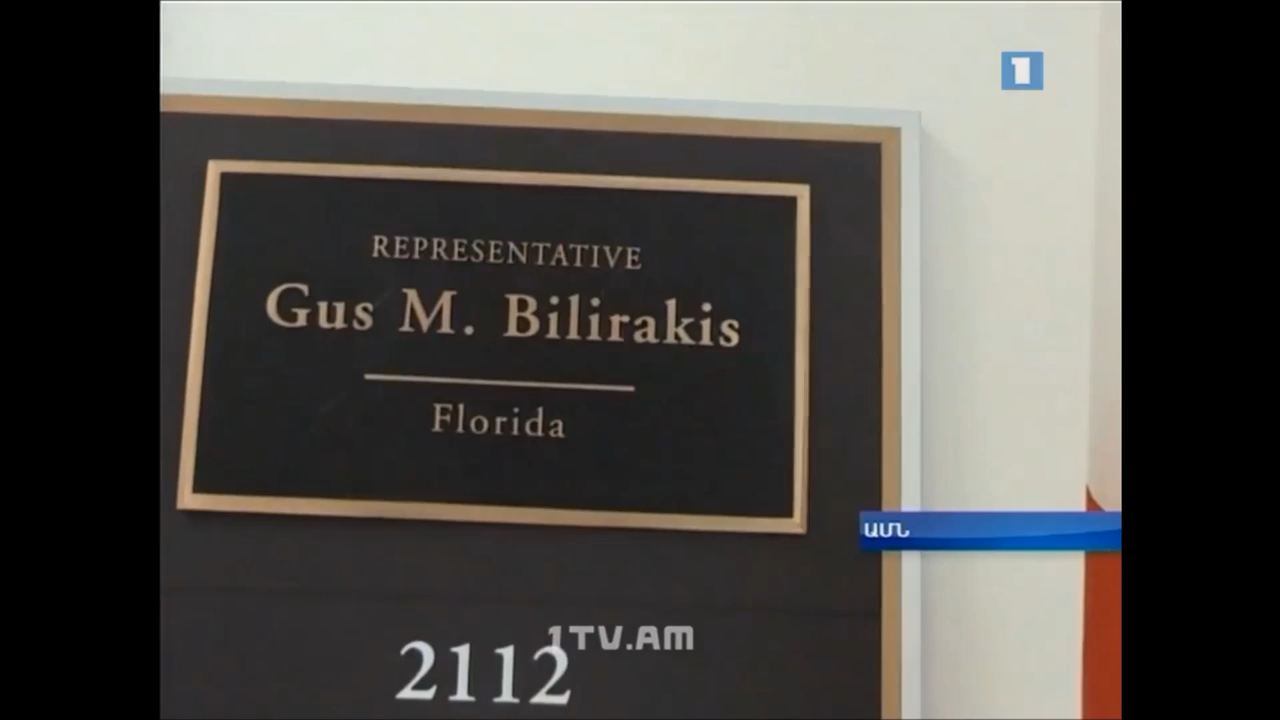 1
REPRESENTATIVE
Gus M. Bilirakis
Florida
ԱՄՆ
1TV.AM
2112